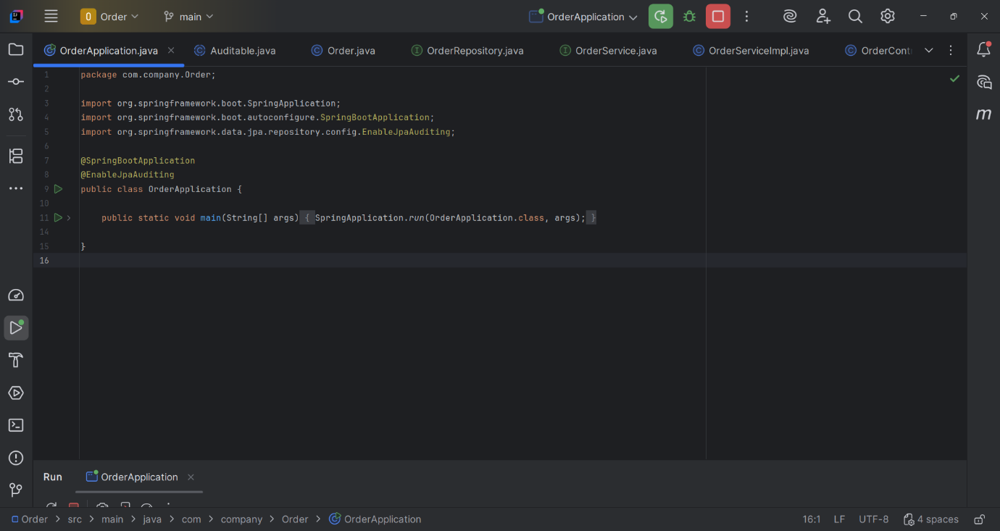 O Order main OrderApplication
OrderApplication.java Auditable.java Order.java OrderRepository.java OrderService.java OrderServiceImpl.java OrderCont
1 package com.company.Order;
2
3 import org.springframework.boot.SpringApplication;
4 import org.springframework.boot.autoconfigure.SpringBootApplication;
5 import org.springframework.data.jpa.repository.config.EnableJpaAuditing;
6
7 @SpringBootApplication
8 @EnableJpaAuditing
9 public class OrderApplication {
10
11 public static void main(String[] args) { SpringApplication.run(OrderApplication.class, args); }
14
15 }
16
Run OrderApplication
Order > src > main > java > com > company > Order > OrderApplication 16:1 LF UTF-8 4 spaces